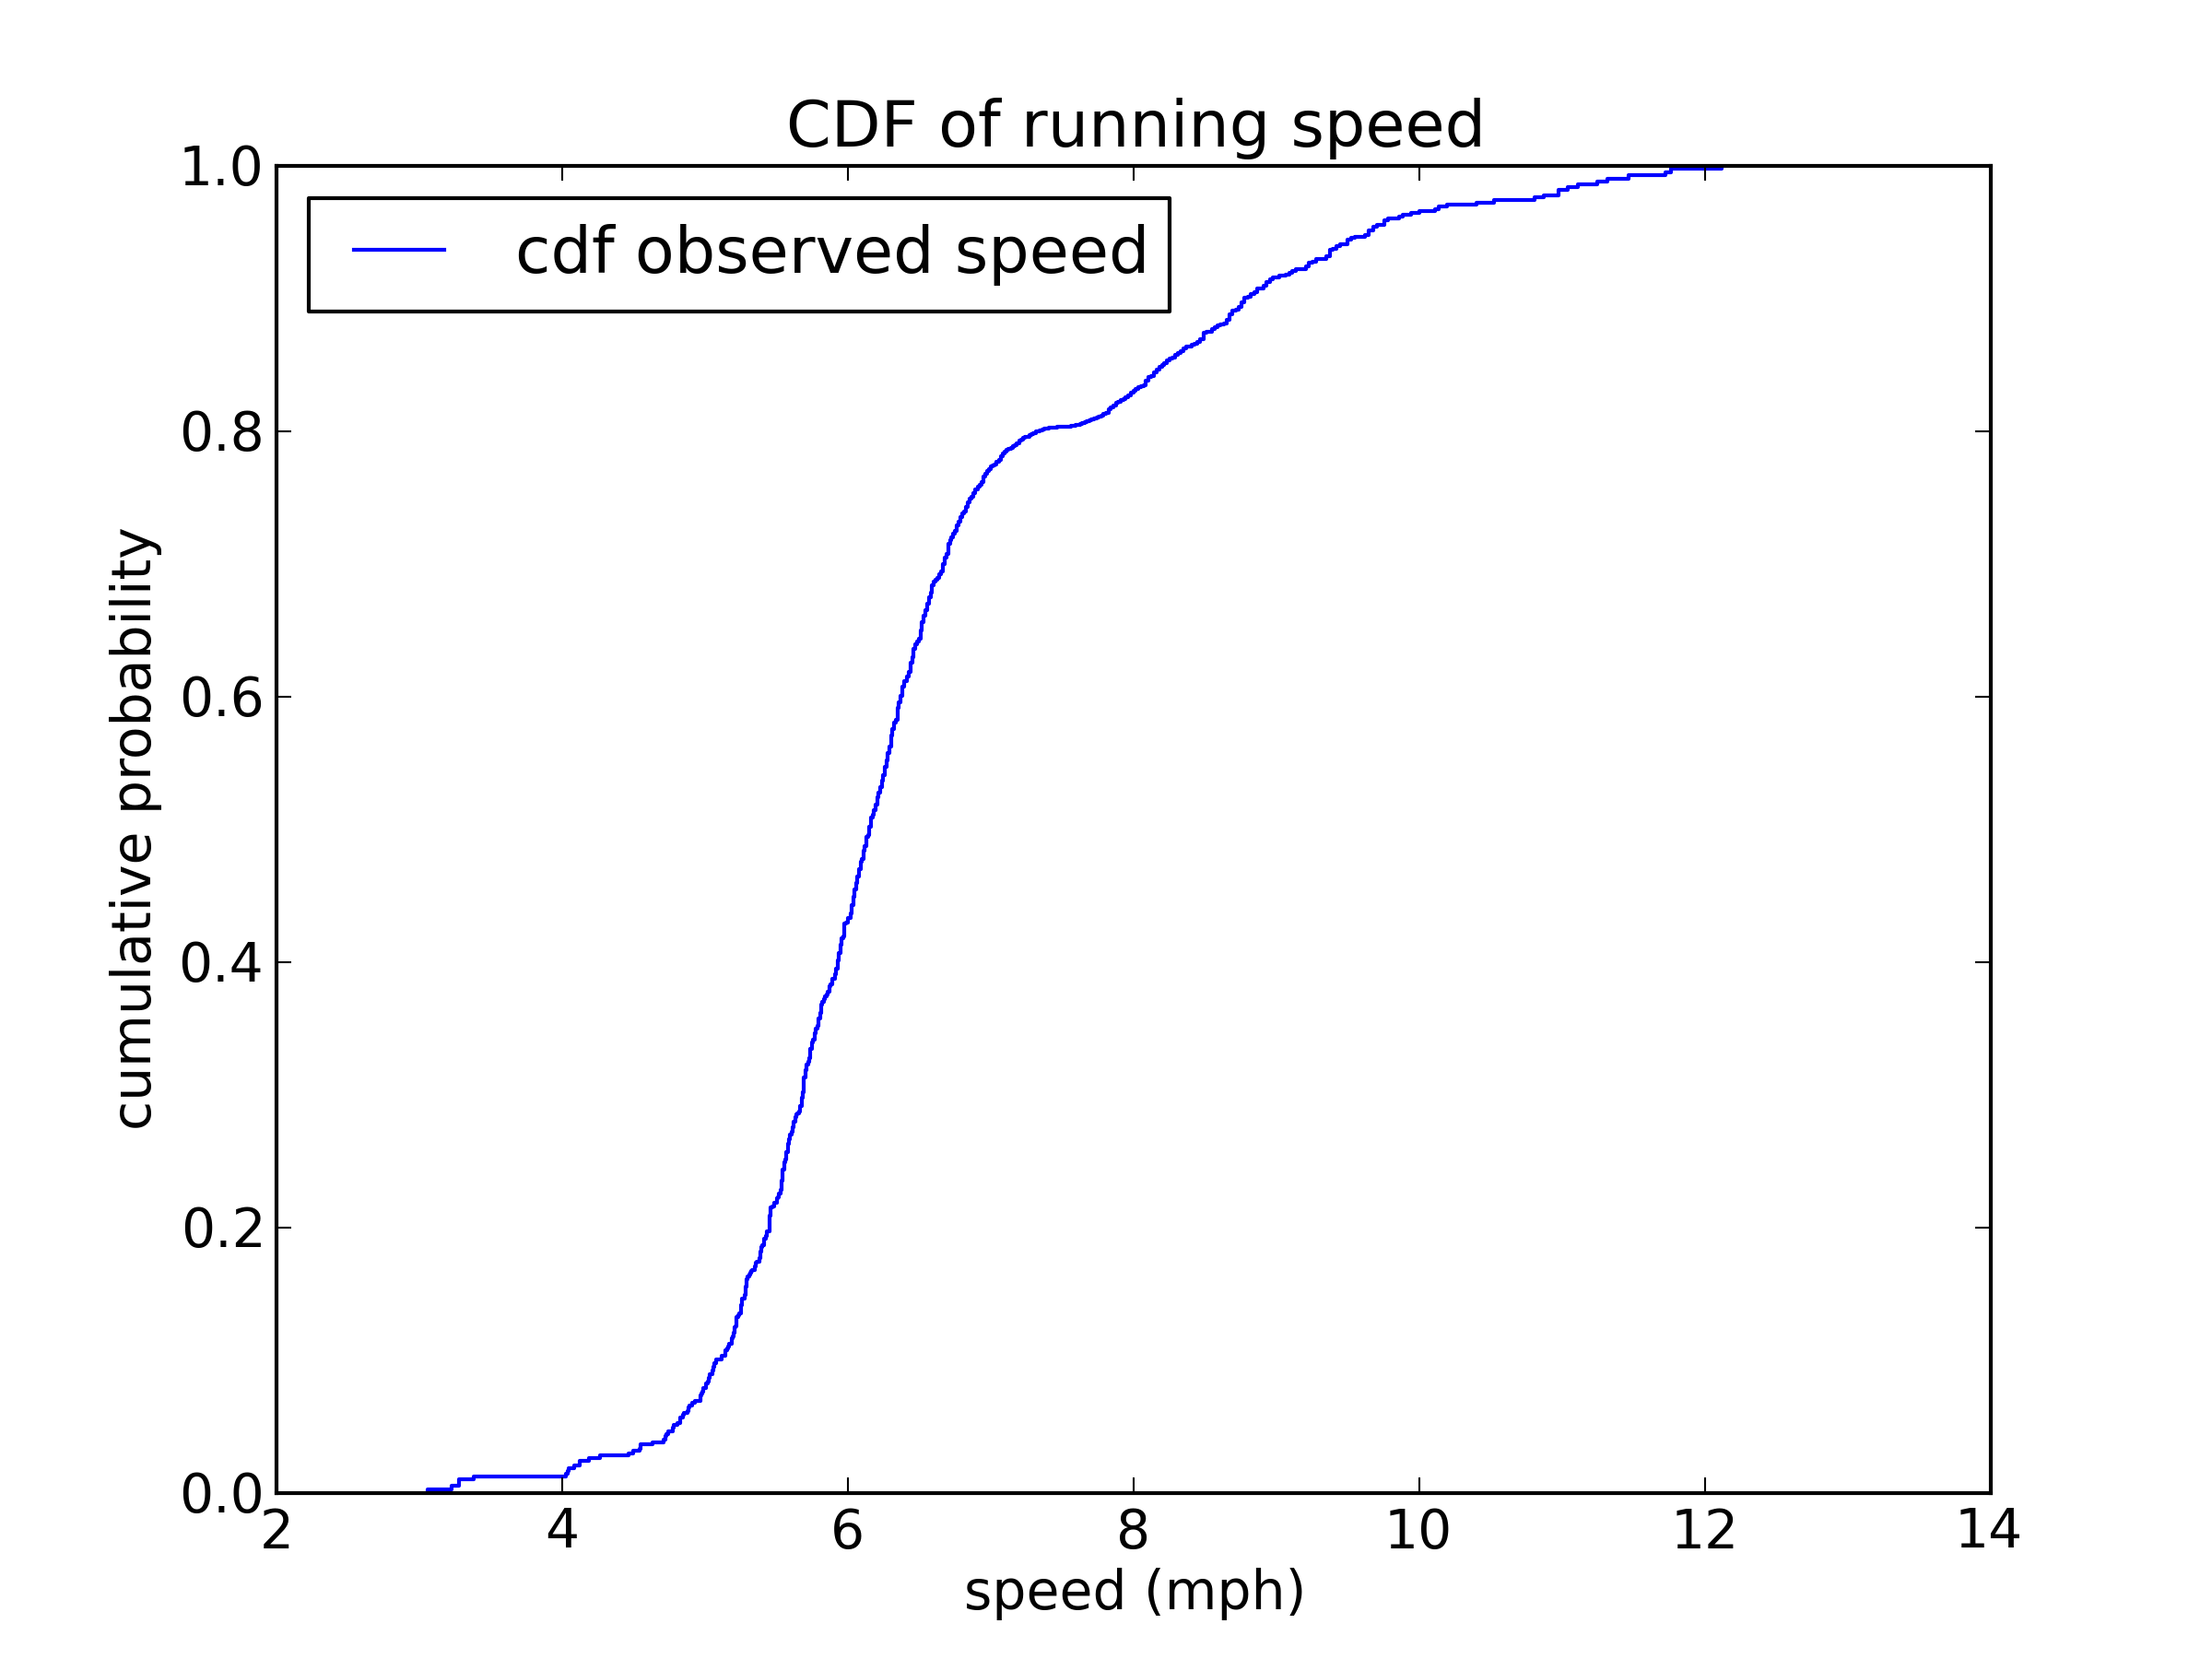 CDF of running speed
cdf observed speed
cumulative probability
1.0
0.8
0.6
0.4
0.2
0.0
2 4 6 8 10 12 14
speed (mph)